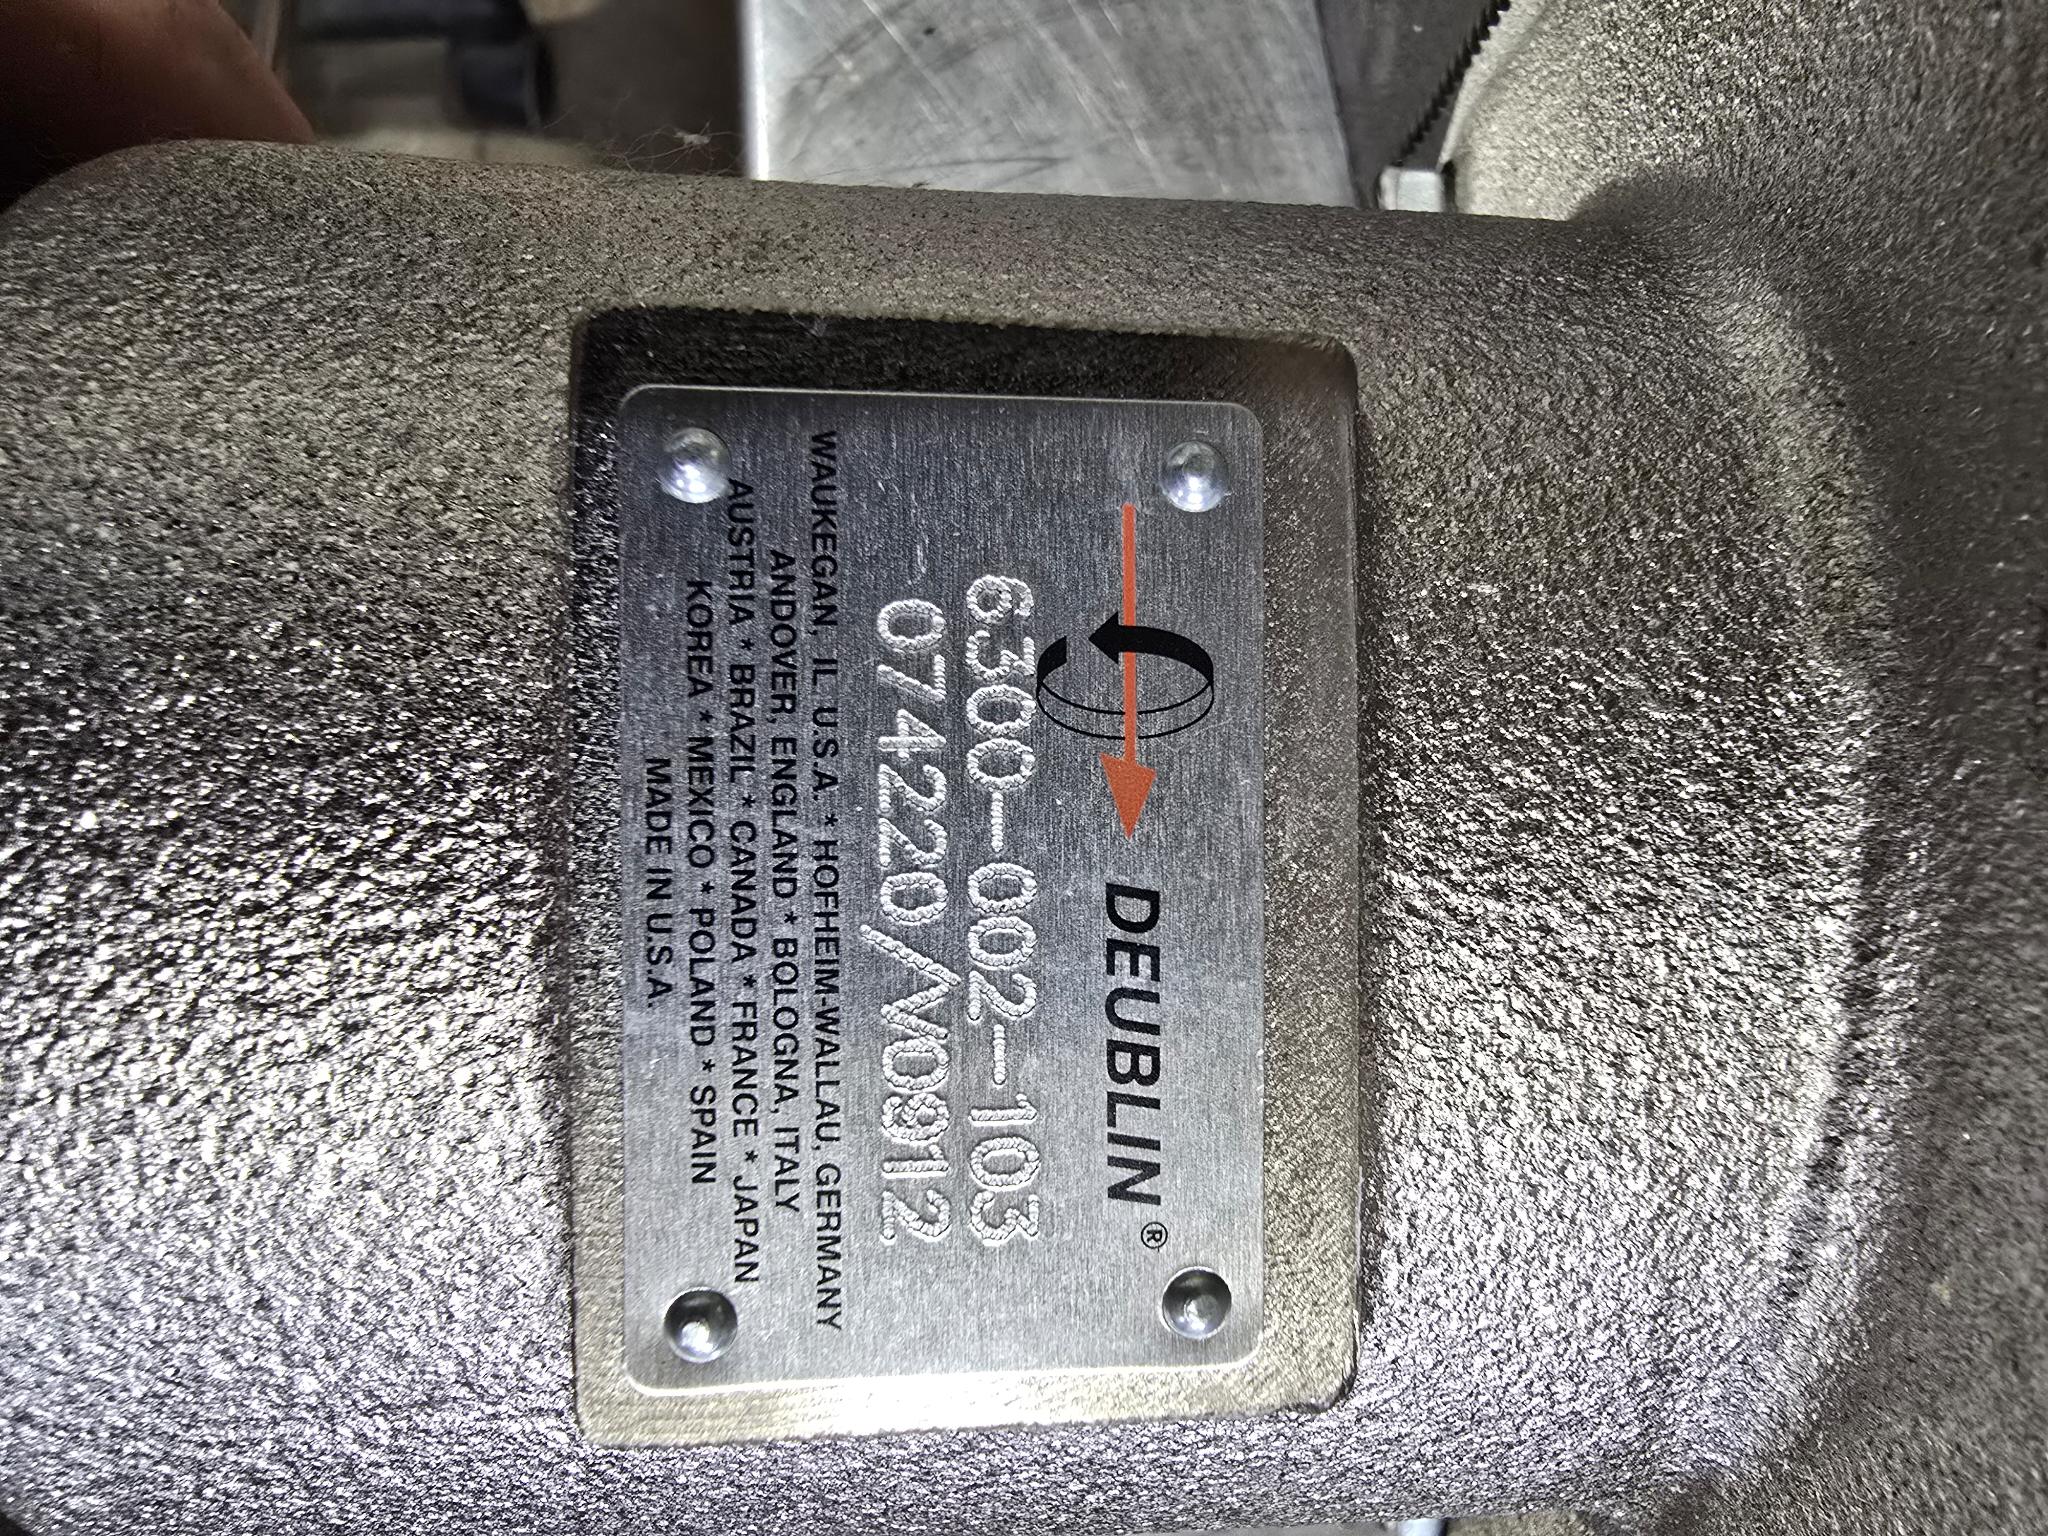 DEUBLIN®
6300-002-103
074220/V0812
WAUKEGAN, IL U.S.A. * HOFHEIM-WALLAU, GERMANY
ANDOVER, ENGLAND * BOLOGNA, ITALY
AUSTRIA * BRAZIL * CANADA * FRANCE * JAPAN
KOREA * MEXICO * POLAND * SPAIN
MADE IN U.S.A.